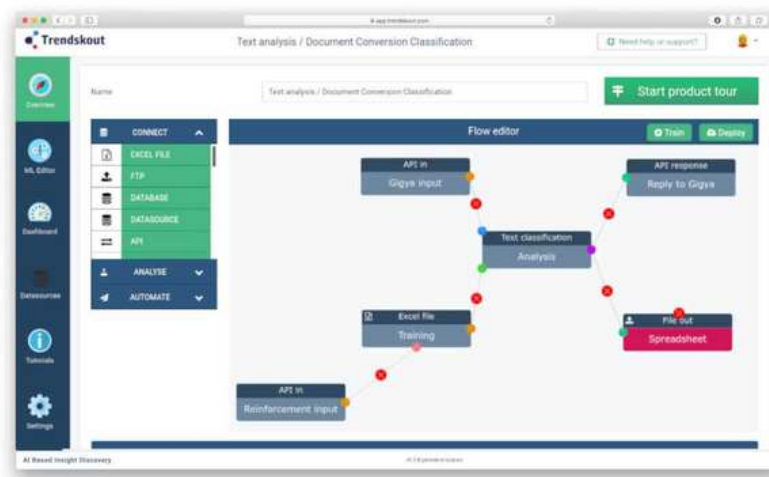 Trendskout
Text analysis / Document Conversion Classification
Need help or support?
Overview
Name
Text analysis / Document Conversion Classification
Start product tour
CONNECT
EXCEL FILE
FTP
DATABASE
DATASOURCE
API
ANALYSE
AUTOMATE
Flow editor
Train
Deploy
API in
Gigya input
API response
Reply to Gigya
Text classification
Analysis
Excel file
Training
File out
Spreadsheet
API in
Reinforcement input
ML Editor
Dashboard
Datasources
Tutorials
Settings
AI Based Insight Discovery